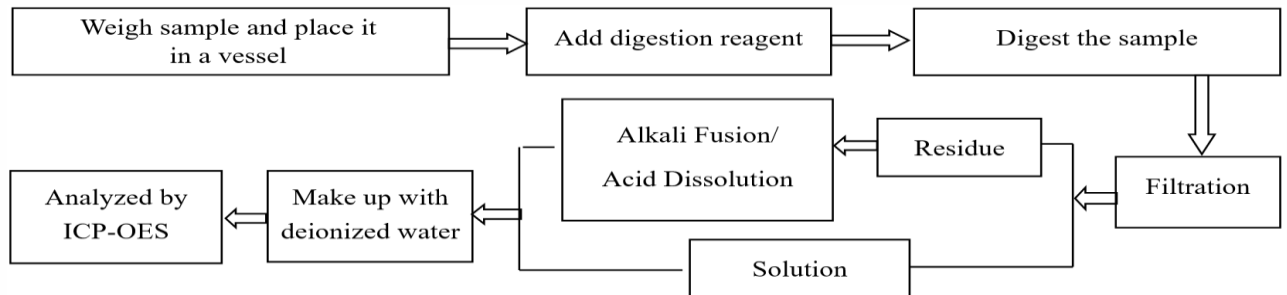 Weigh sample and place it
in a vessel
Add digestion reagent
Digest the sample
Filtration
Residue
Alkali Fusion/
Acid Dissolution
Solution
Make up with
deionized water
Analyzed by
ICP-OES